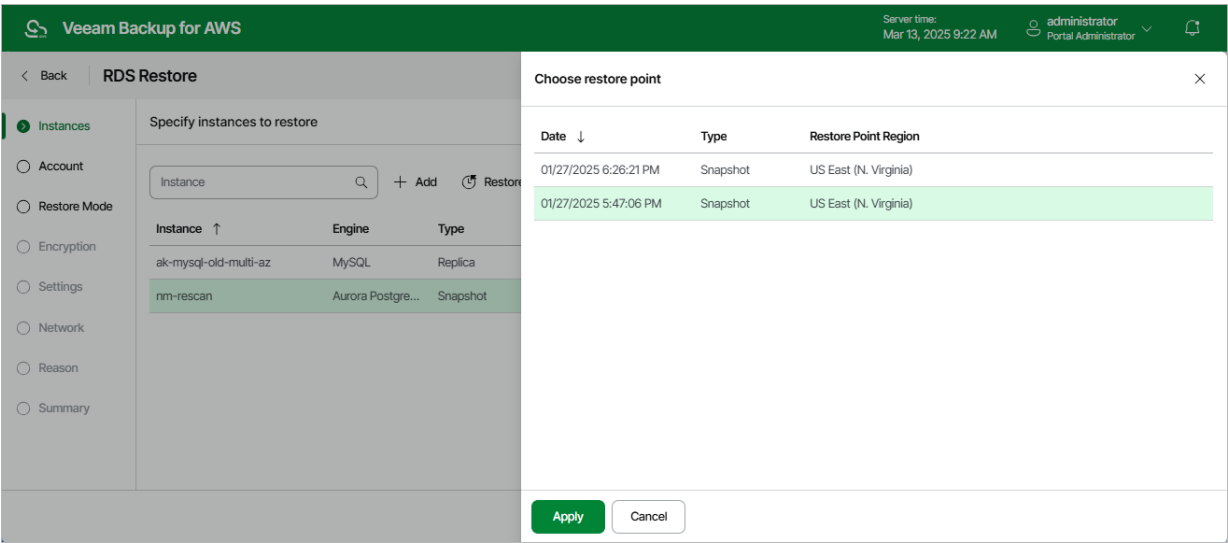 Veeam Backup for AWS
Server time:
Mar 13, 2025 9:22 AM
administrator
Portal Administrator
Back
RDS Restore
Choose restore point
Instances
Account
Restore Mode
Encryption
Settings
Network
Reason
Summary
Specify instances to restore
Instance
Add
Restore
Instance Engine Type
ak-mysql-old-multi-az MySQL Replica
nm-rescan Aurora Postgre... Snapshot
Date Type Restore Point Region
01/27/2025 6:26:21 PM Snapshot US East (N. Virginia)
01/27/2025 5:47:06 PM Snapshot US East (N. Virginia)
Apply
Cancel